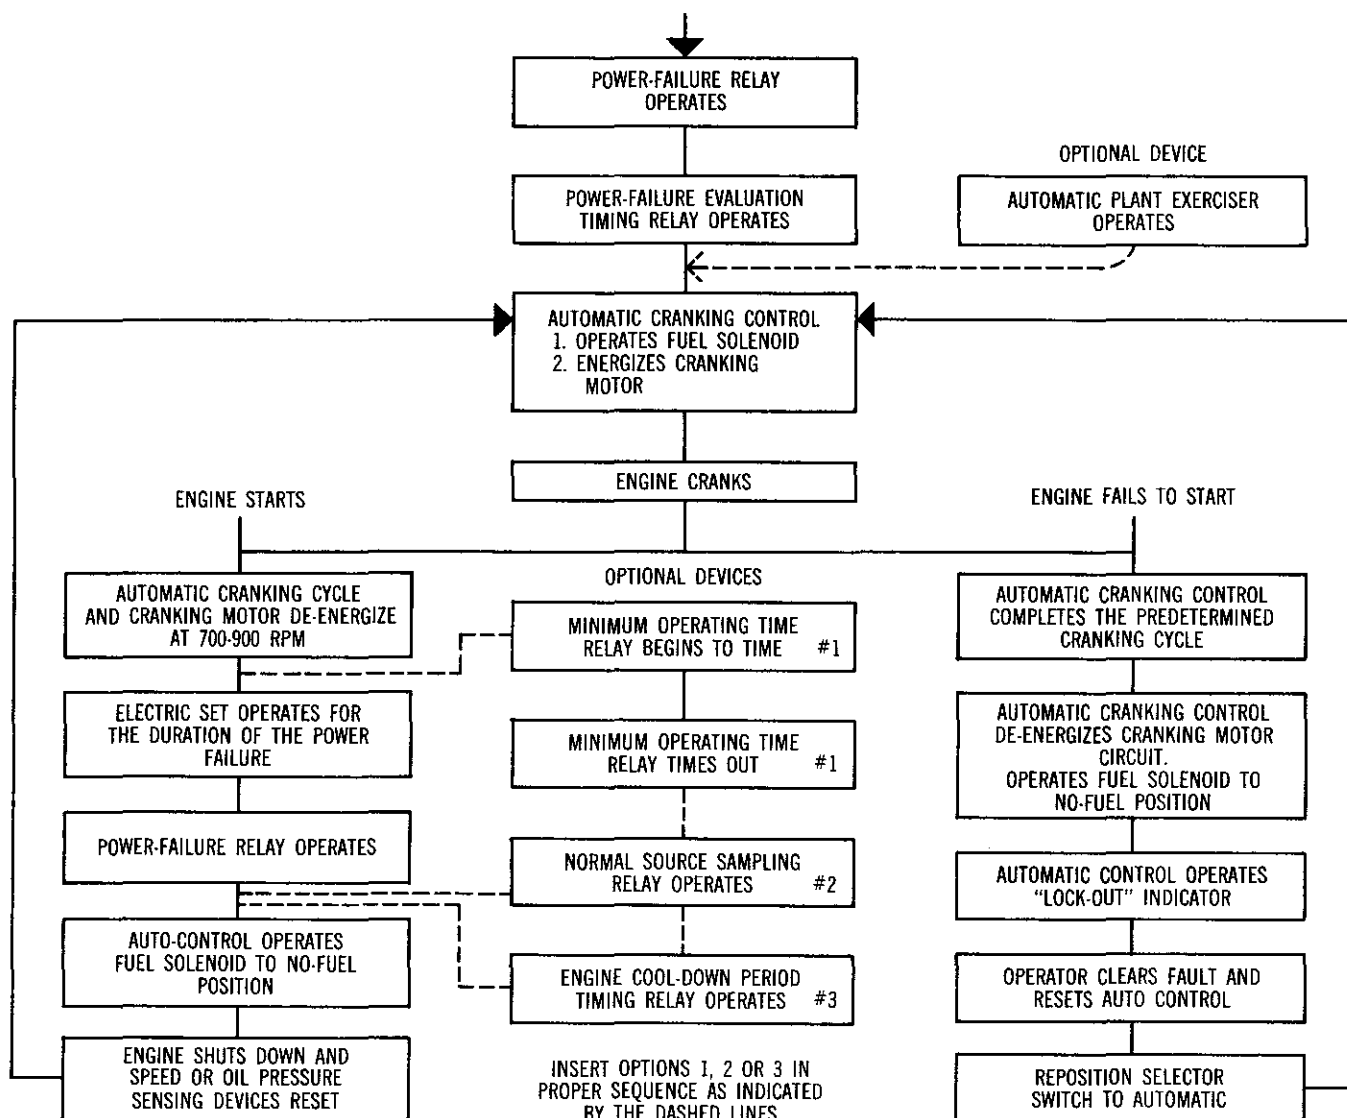 POWER-FAILURE RELAY
OPERATES
POWER-FAILURE EVALUATION
TIMING RELAY OPERATES
OPTIONAL DEVICE
AUTOMATIC PLANT EXERCISER
OPERATES
AUTOMATIC CRANKING CONTROL
1. OPERATES FUEL SOLENOID
2. ENERGIZES CRANKING
MOTOR
ENGINE CRANKS
ENGINE STARTS
AUTOMATIC CRANKING CYCLE
AND CRANKING MOTOR DE-ENERGIZE
AT 700-900 RPM
ELECTRIC SET OPERATES FOR
THE DURATION OF THE POWER
FAILURE
POWER-FAILURE RELAY OPERATES
AUTO-CONTROL OPERATES
FUEL SOLENOID TO NO-FUEL
POSITION
ENGINE SHUTS DOWN AND
SPEED OR OIL PRESSURE
SENSING DEVICES RESET
OPTIONAL DEVICES
MINIMUM OPERATING TIME
RELAY BEGINS TO TIME #1
MINIMUM OPERATING TIME
RELAY TIMES OUT #1
NORMAL SOURCE SAMPLING
RELAY OPERATES #2
ENGINE COOL-DOWN PERIOD
TIMING RELAY OPERATES #3
INSERT OPTIONS 1, 2 OR 3 IN
PROPER SEQUENCE AS INDICATED
BY THE DASHED LINES
ENGINE FAILS TO START
AUTOMATIC CRANKING CONTROL
COMPLETES THE PREDETERMINED
CRANKING CYCLE
AUTOMATIC CRANKING CONTROL
DE-ENERGIZES CRANKING MOTOR
CIRCUIT.
OPERATES FUEL SOLENOID TO
NO-FUEL POSITION
AUTOMATIC CONTROL OPERATES
"LOCK-OUT" INDICATOR
OPERATOR CLEARS FAULT AND
RESETS AUTO CONTROL
REPOSITION SELECTOR
SWITCH TO AUTOMATIC